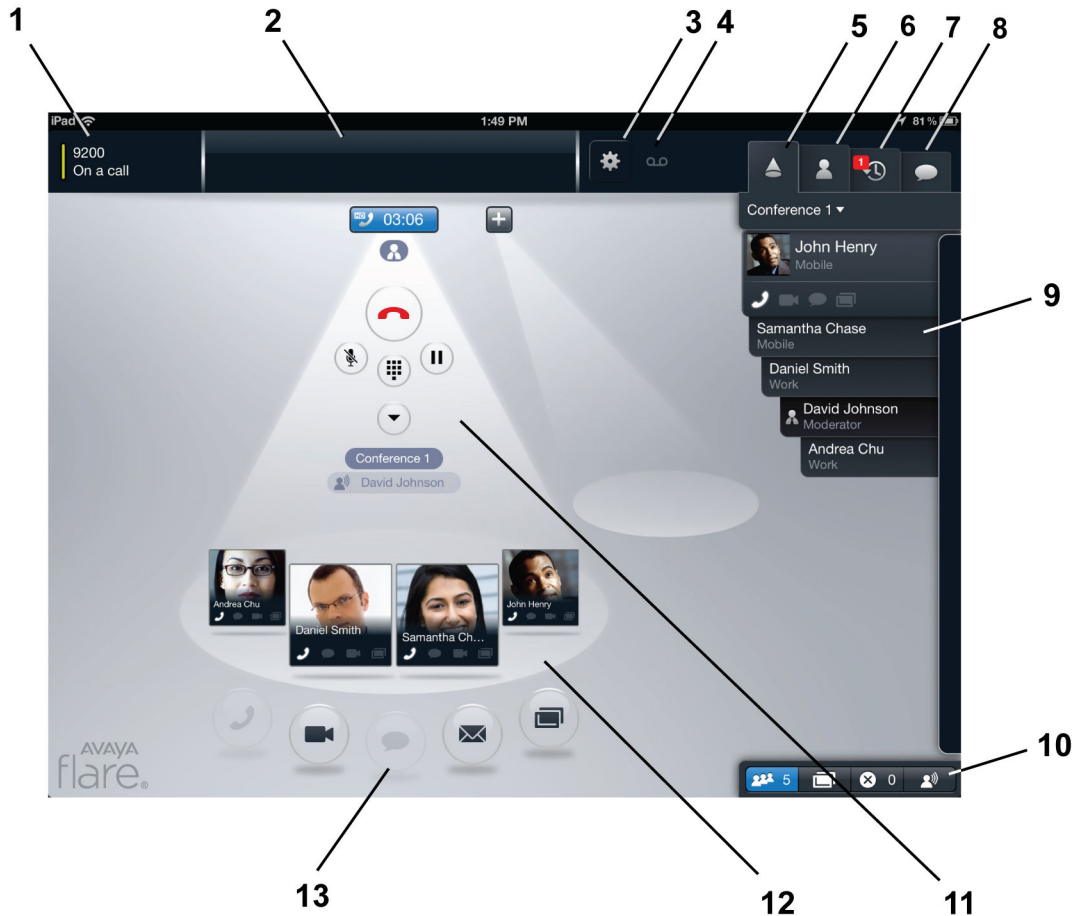 1 2 3 4 5 6 7 8
iPad 1:49 PM 81%
9200
On a call
1
03:06
HD
Conference 1
John Henry
Mobile
Samantha Chase
Mobile
Daniel Smith
Work
David Johnson
Moderator
Andrea Chu
Work
9
Conference 1
David Johnson
Andrea Chu
Daniel Smith
Samantha Ch...
John Henry
AVAYA
flare®
5
0
10
13
12
11